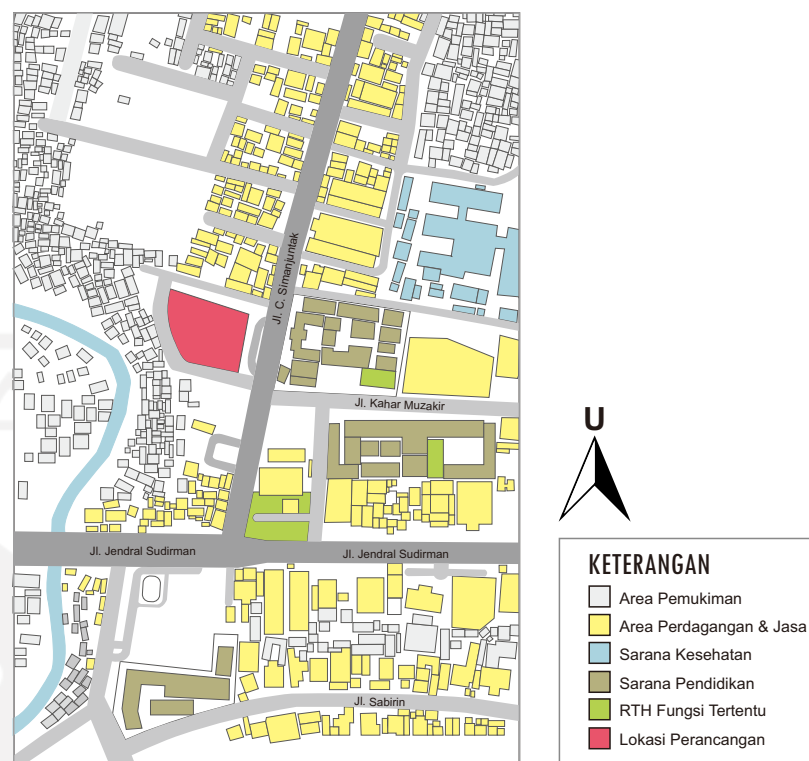 Jl. C. Simanjuntak
Jl. Kahar Muzakir
Jl. Jendral Sudirman
Jl. Jendral Sudirman
Jl. Sabirin
U
KETERANGAN
Area Pemukiman
Area Perdagangan & Jasa
Sarana Kesehatan
Sarana Pendidikan
RTH Fungsi Tertentu
Lokasi Perancangan